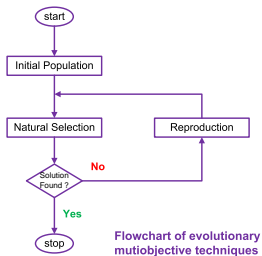 start
Initial Population
Natural Selection
Reproduction
Solution
Found ?
No
Yes
stop
Flowchart of evolutionary
mutiobjective techniques